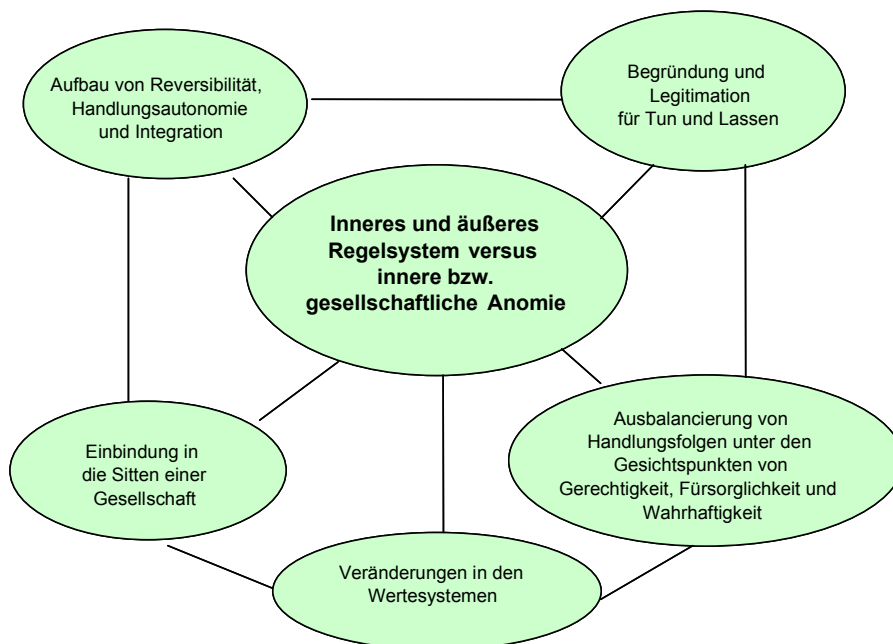 Aufbau von Reversibilität,
Handlungsautonomie
und Integration
Begründung und
Legitimation
für Tun und Lassen
Inneres und äußeres
Regelsystem versus
innere bzw.
gesellschaftliche Anomie
Einbindung in
die Sitten einer
Gesellschaft
Ausbalancierung von
Handlungsfolgen unter den
Gesichtspunkten von
Gerechtigkeit, Fürsorglichkeit und
Wahrhaftigkeit
Veränderungen in den
Wertesystemen